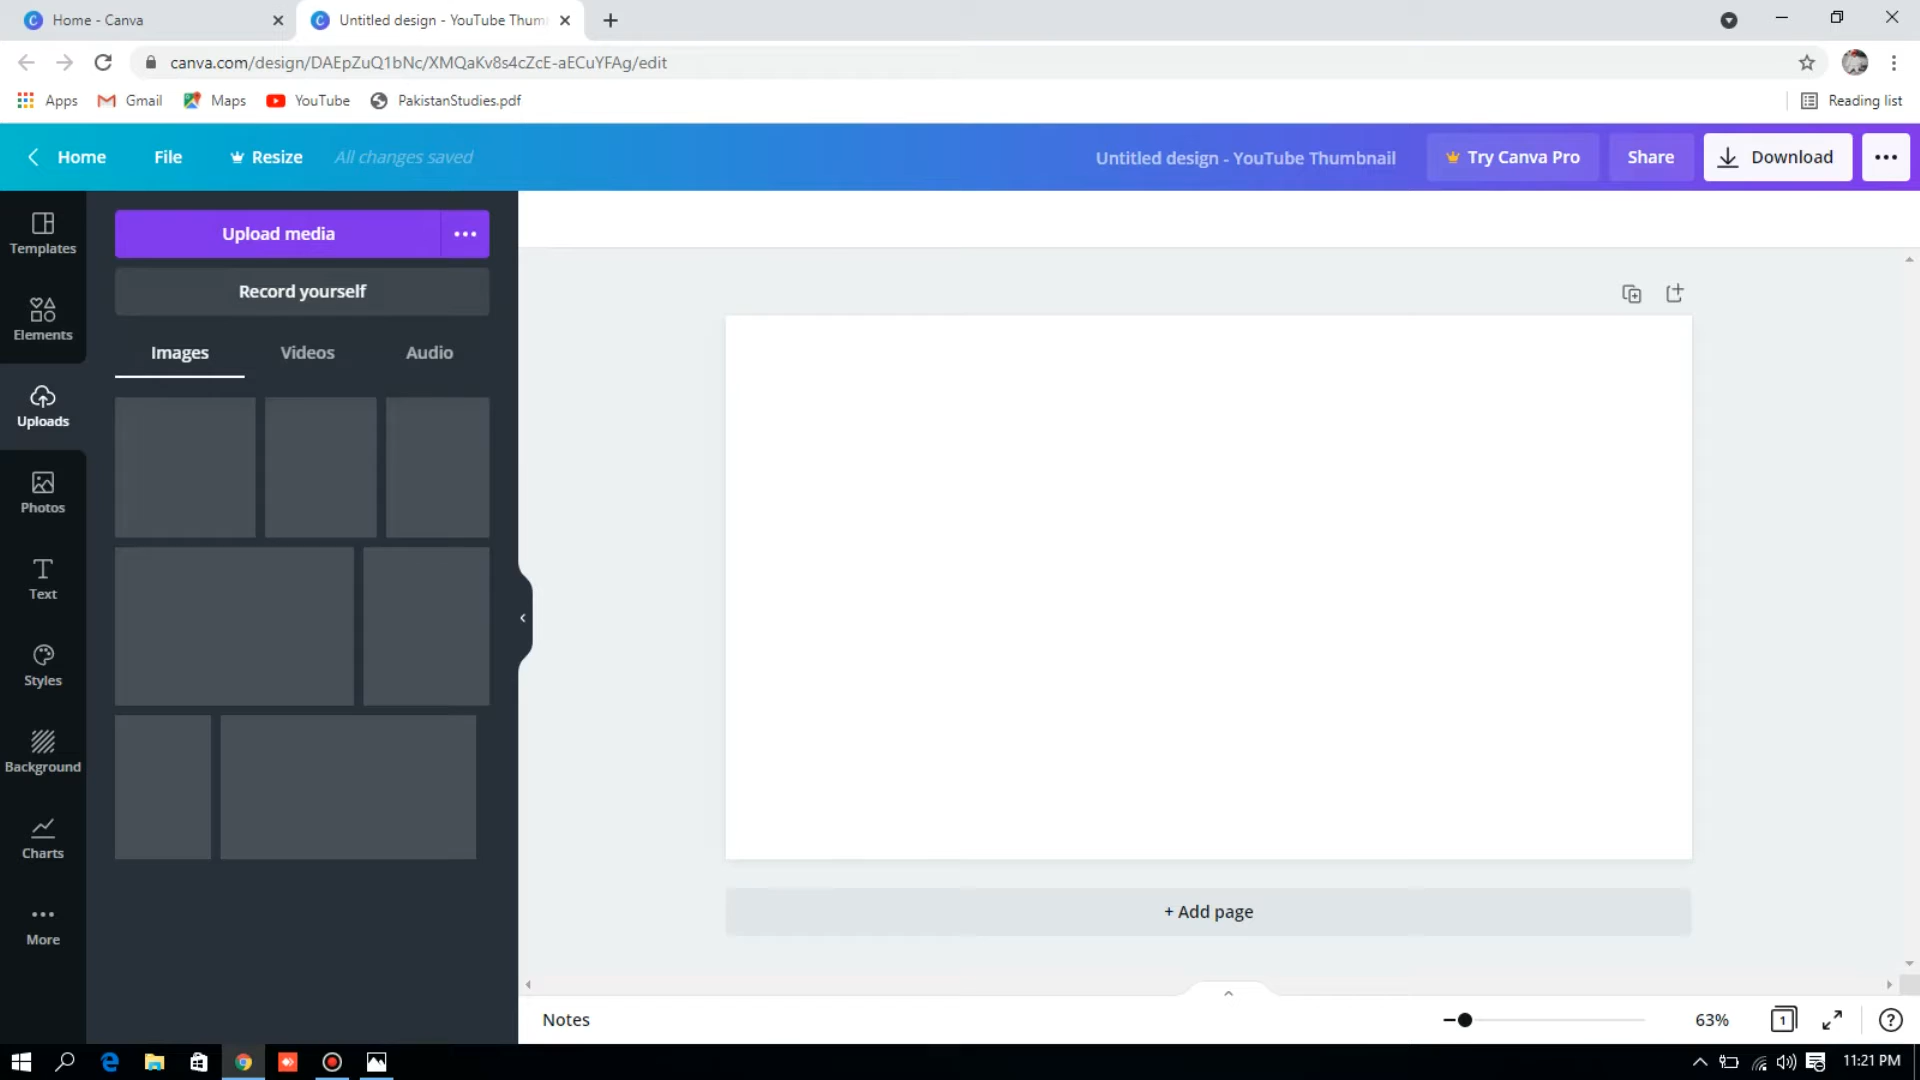 Home - Canva
Untitled design - YouTube Thum
canva.com/design/DAEpZuQ1bNc/XMQaKv8s4cZcE-aECuYFAg/edit
Apps
Gmail
Maps
YouTube
PakistanStudies.pdf
Reading list
Home
File
Resize
All changes saved
Untitled design - YouTube Thumbnail
Try Canva Pro
Share
Download
Templates
Elements
Uploads
Photos
Text
Styles
Background
Charts
More
Upload media
Record yourself
Images
Videos
Audio
+ Add page
Notes
63%
1
11:21 PM